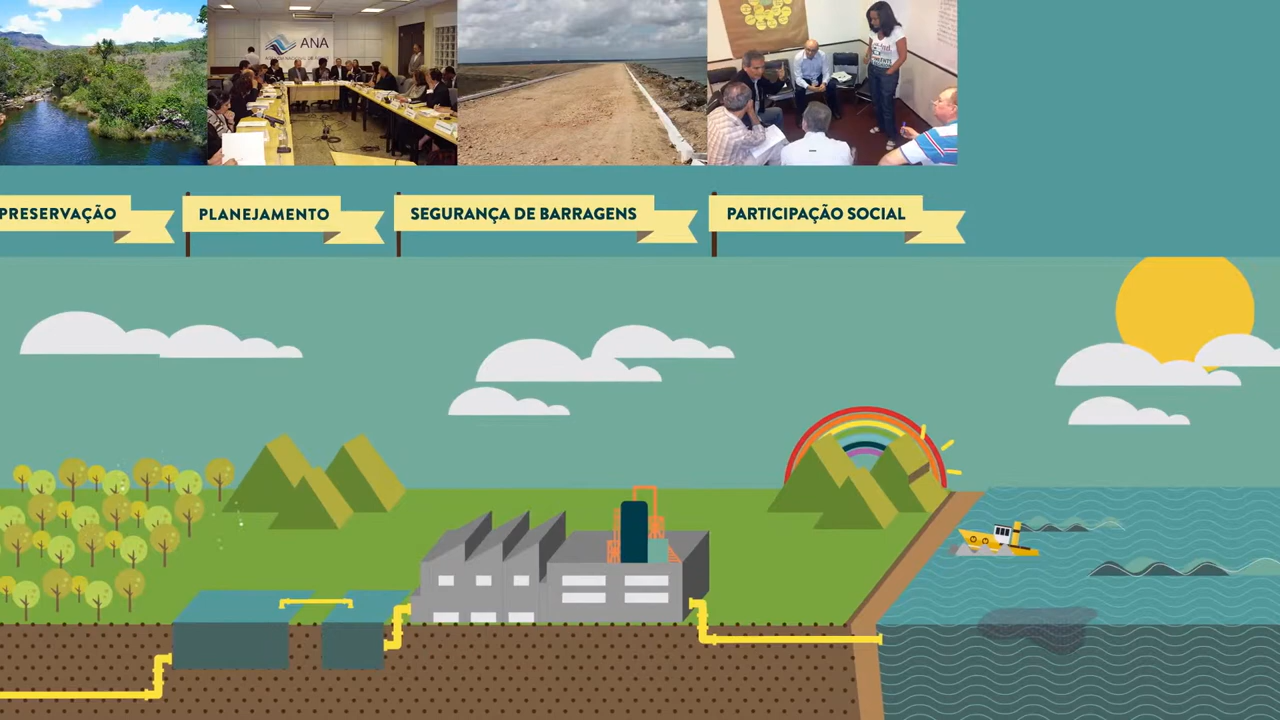 ANA
PRESERVAÇÃO
PLANEJAMENTO
SEGURANÇA DE BARRAGENS
PARTICIPAÇÃO SOCIAL